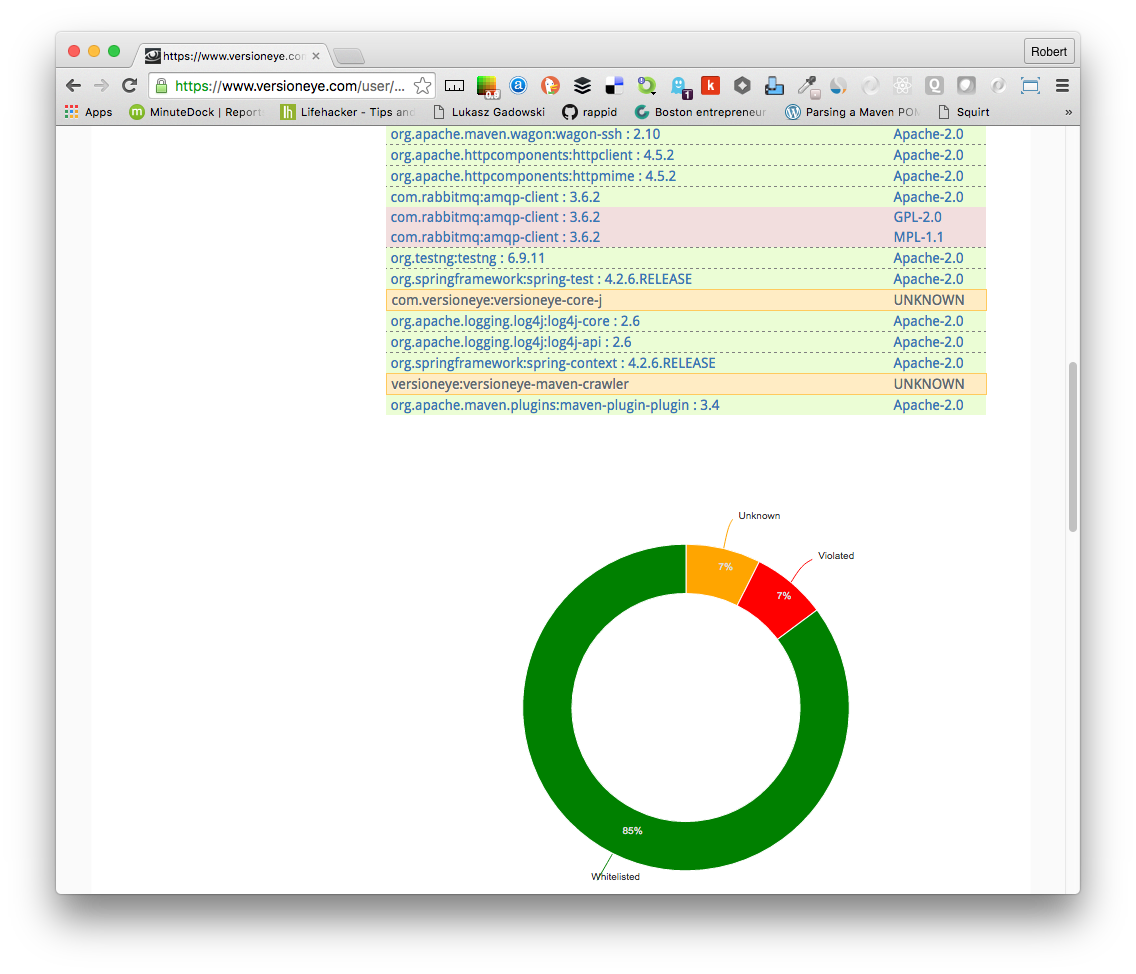 https://www.versioneye.con
Robert
https://www.versioneye.com/user/...
0.5
1
Apps
MinuteDock | Report
Lifehacker - Tips and
Lukasz Gadowski
rappid
Boston entrepreneur
Parsing a Maven POM
Squirt
»
org.apache.maven.wagon:wagon-ssh : 2.10 Apache-2.0
org.apache.httpcomponents:httpclient : 4.5.2 Apache-2.0
org.apache.httpcomponents:httpmime : 4.5.2 Apache-2.0
com.rabbitmq:amqp-client : 3.6.2 Apache-2.0
com.rabbitmq:amqp-client : 3.6.2 GPL-2.0
com.rabbitmq:amqp-client : 3.6.2 MPL-1.1
org.testng:testng : 6.9.11 Apache-2.0
org.springframework:spring-test : 4.2.6.RELEASE Apache-2.0
com.versioneye:versioneye-core-j UNKNOWN
org.apache.logging.log4j:log4j-core : 2.6 Apache-2.0
org.apache.logging.log4j:log4j-api : 2.6 Apache-2.0
org.springframework:spring-context : 4.2.6.RELEASE Apache-2.0
versioneye:versioneye-maven-crawler UNKNOWN
org.apache.maven.plugins:maven-plugin-plugin : 3.4 Apache-2.0
Unknown
Violated
7%
7%
85%
Whitelisted